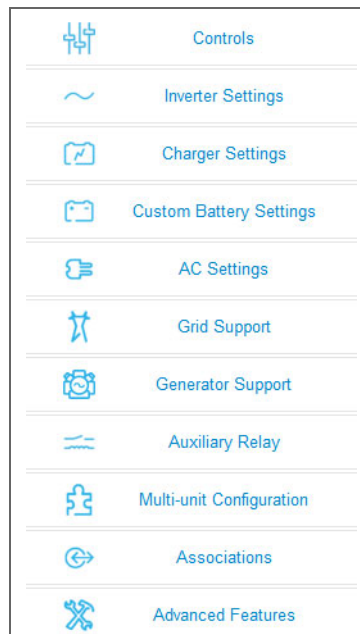 Controls
Inverter Settings
Charger Settings
Custom Battery Settings
AC Settings
Grid Support
Generator Support
Auxiliary Relay
Multi-unit Configuration
Associations
Advanced Features